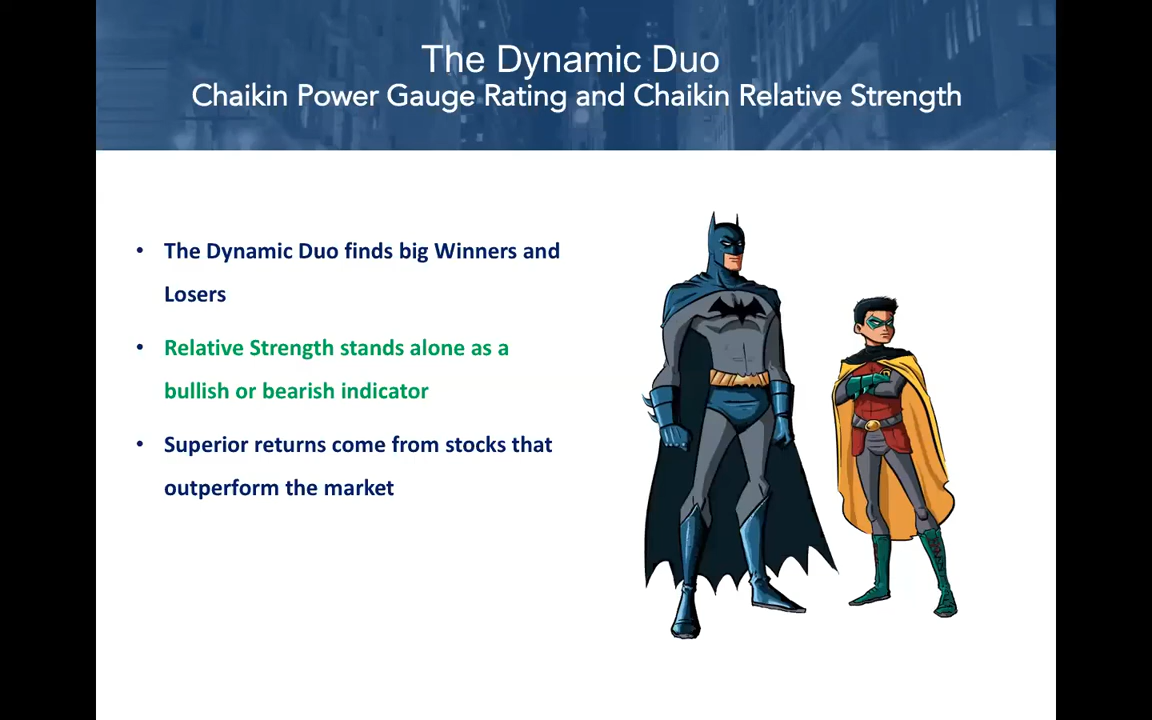 The Dynamic Duo
Chaikin Power Gauge Rating and Chaikin Relative Strength
• The Dynamic Duo finds big Winners and
Losers
• Relative Strength stands alone as a
bullish or bearish indicator
• Superior returns come from stocks that
outperform the market